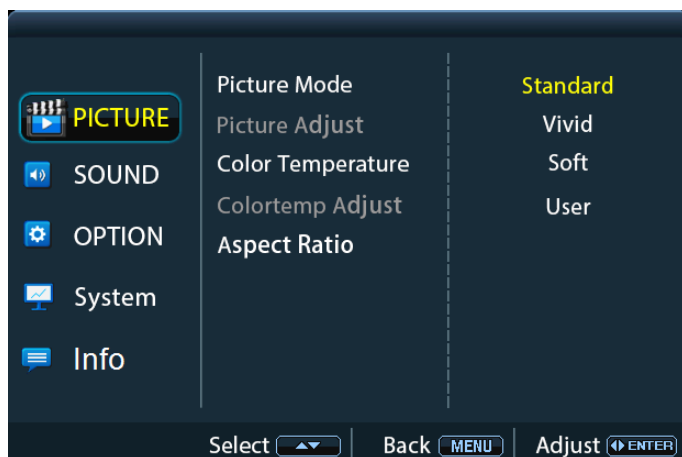 PICTURE
SOUND
OPTION
System
Info
Picture Mode
Picture Adjust
Color Temperature
Colortemp Adjust
Aspect Ratio
Standard
Vivid
Soft
User
Select Back MENU Adjust ENTER